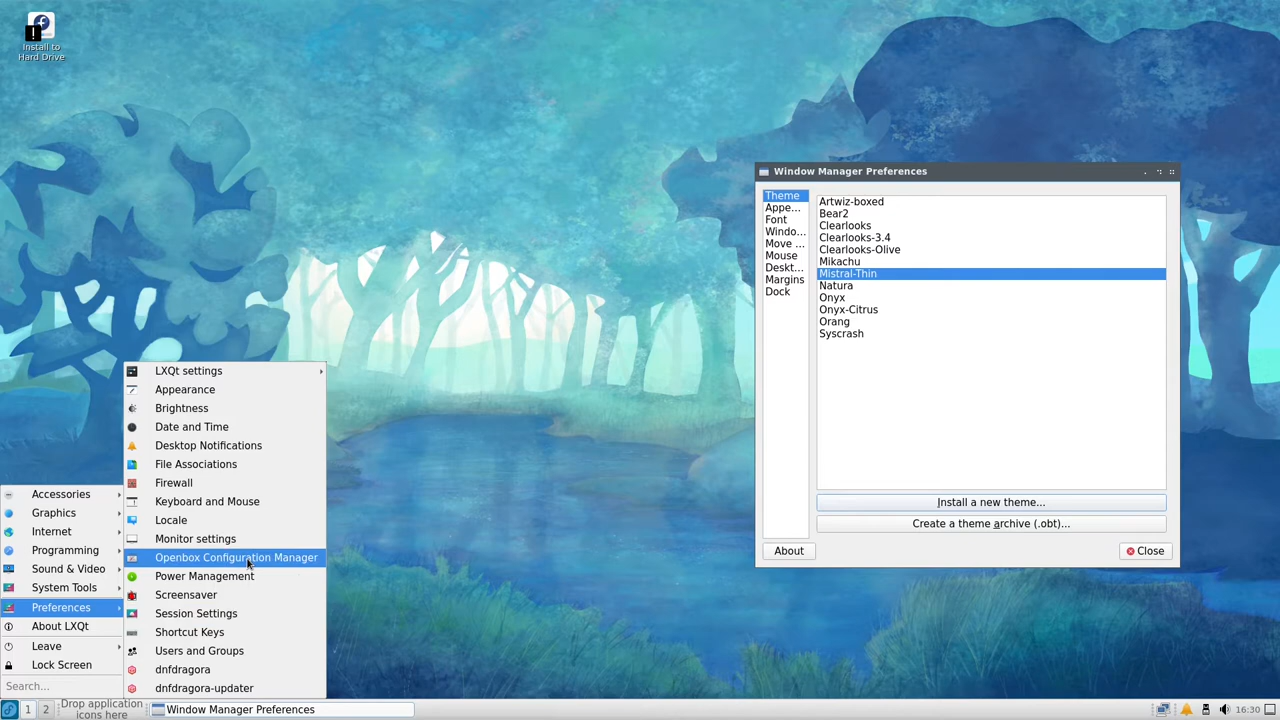 Install to
Hard Drive
Window Manager Preferences
Theme
Appe...
Font
Windo...
Move ...
Mouse
Deskt...
Margins
Dock
Artwiz-boxed
Bear2
Clearlooks
Clearlooks-3.4
Clearlooks-Olive
Mikachu
Mistral-Thin
Natura
Onyx
Onyx-Citrus
Orang
Syscrash
Install a new theme...
Create a theme archive (.obt)...
About
Close
LXQt settings
Appearance
Brightness
Date and Time
Desktop Notifications
File Associations
Firewall
Keyboard and Mouse
Locale
Monitor settings
Openbox Configuration Manager
Power Management
Screensaver
Session Settings
Shortcut Keys
Users and Groups
dnfdragora
dnfdragora-updater
Accessories
Graphics
Internet
Programming
Sound & Video
System Tools
Preferences
About LXQt
Leave
Lock Screen
Search...
1
2
Drop application
icons here
Window Manager Preferences
16:30